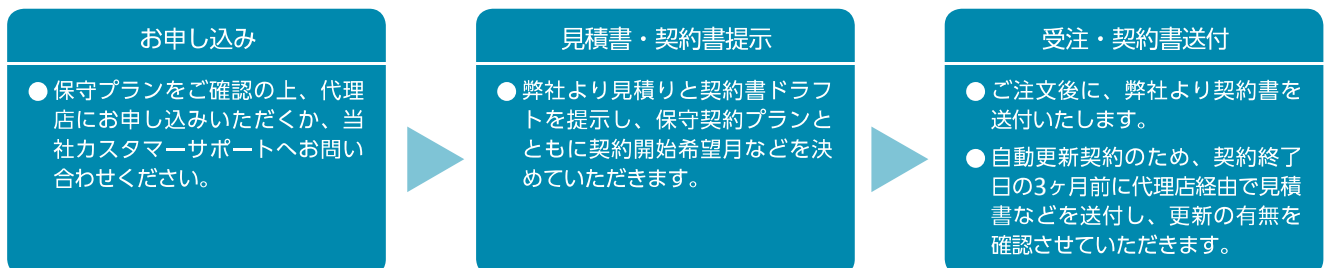 お申し込み
● 保守プランをご確認の上、代理
店にお申し込みいただくか、当
社カスタマーサポートへお問い
合わせください。
見積書・契約書提示
● 弊社より見積りと契約書ドラフ
トを提示し、保守契約プランと
ともに契約開始希望月などを決
めていただきます。
受注・契約書送付
● ご注文後に、弊社より契約書を
送付いたします。
● 自動更新契約のため、契約終了
日の3ヶ月前に代理店経由で見積
書などを送付し、更新の有無を
確認させていただきます。